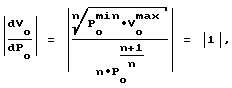 |dV_o/dP_o| = |ⁿ√(P_o^min•V_o^max) / (n•P_o^((n+1)/n))| = |1|,